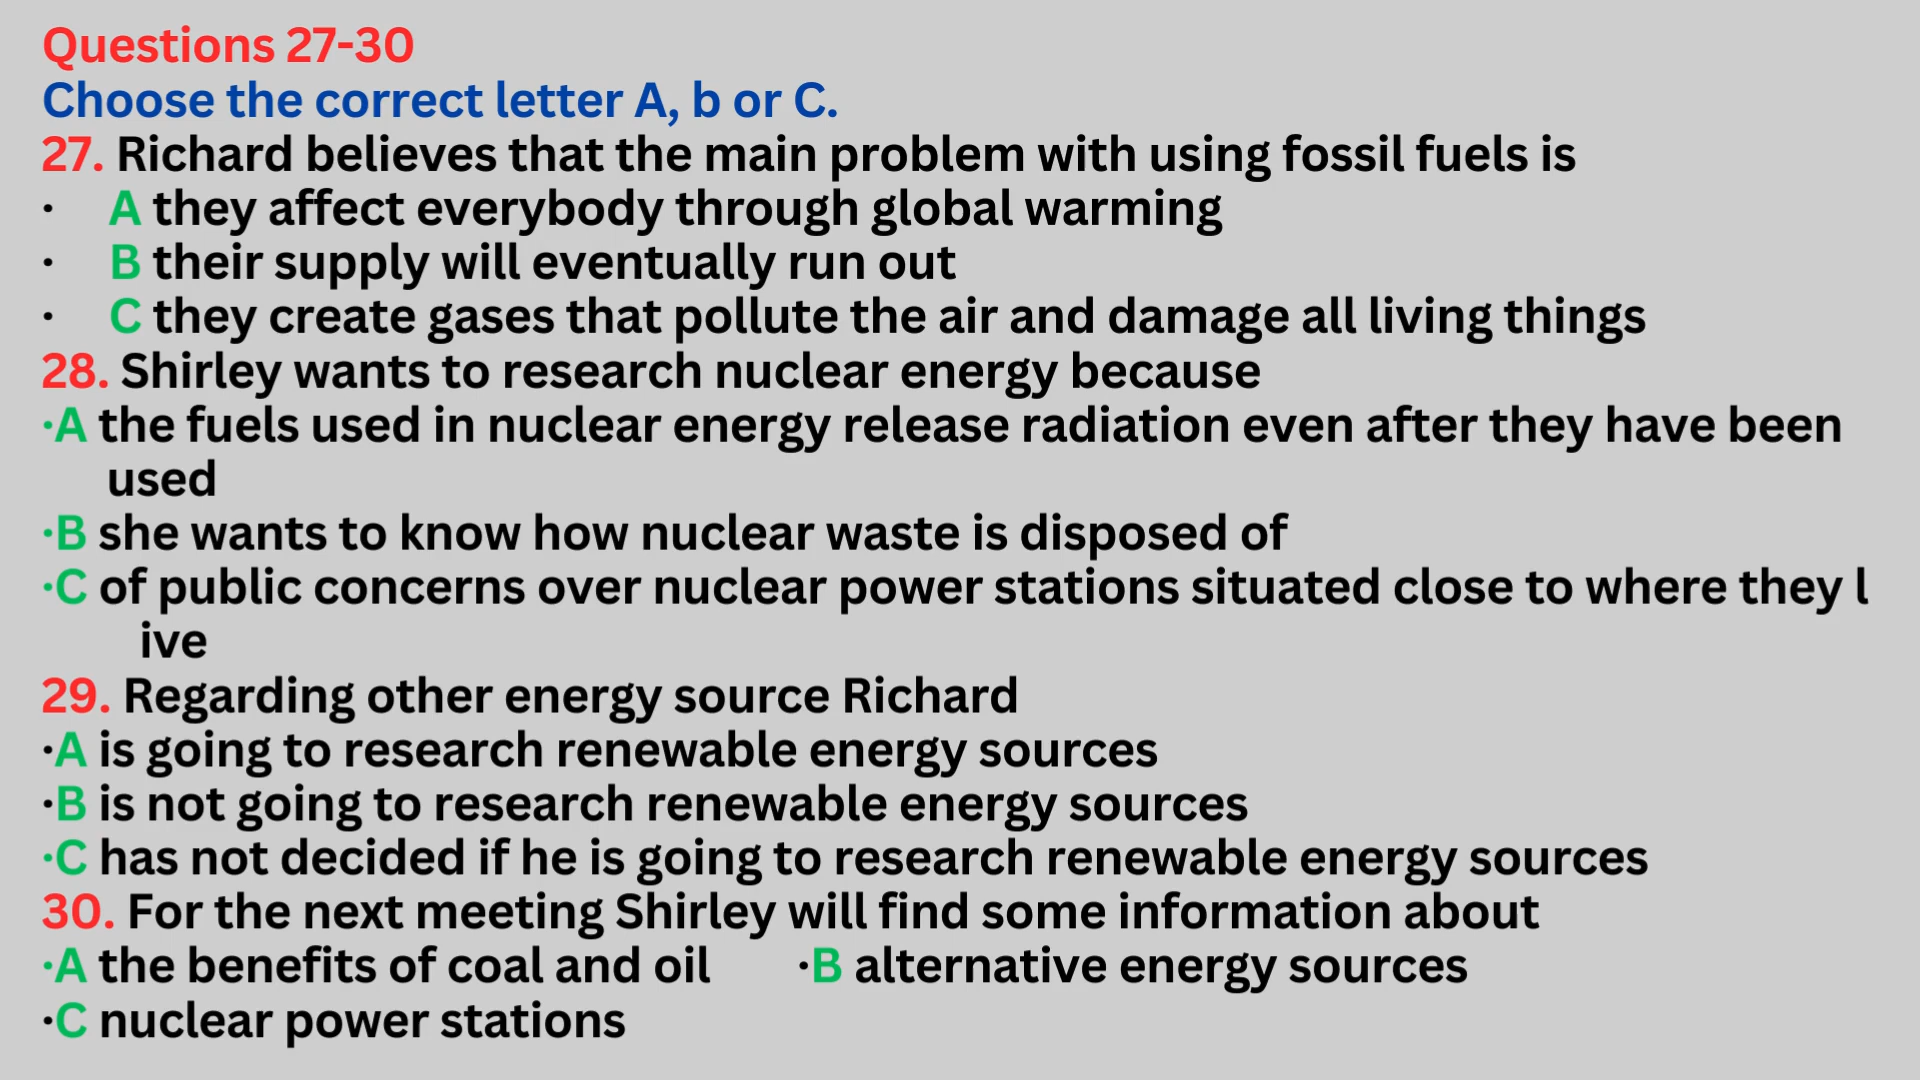 Questions 27-30
Choose the correct letter A, b or C.
27. Richard believes that the main problem with using fossil fuels is
· A they affect everybody through global warming
· B their supply will eventually run out
· C they create gases that pollute the air and damage all living things
28. Shirley wants to research nuclear energy because
·A the fuels used in nuclear energy release radiation even after they have been
used
·B she wants to know how nuclear waste is disposed of
·C of public concerns over nuclear power stations situated close to where they l
ive
29. Regarding other energy source Richard
·A is going to research renewable energy sources
·B is not going to research renewable energy sources
·C has not decided if he is going to research renewable energy sources
30. For the next meeting Shirley will find some information about
·A the benefits of coal and oil ·B alternative energy sources
·C nuclear power stations